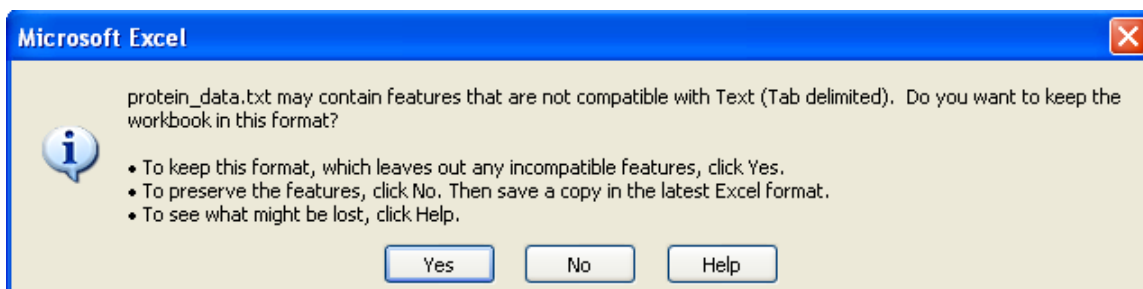 Microsoft Excel
protein_data.txt may contain features that are not compatible with Text (Tab delimited).  Do you want to keep the
workbook in this format?
• To keep this format, which leaves out any incompatible features, click Yes.
• To preserve the features, click No. Then save a copy in the latest Excel format.
• To see what might be lost, click Help.
Yes No Help